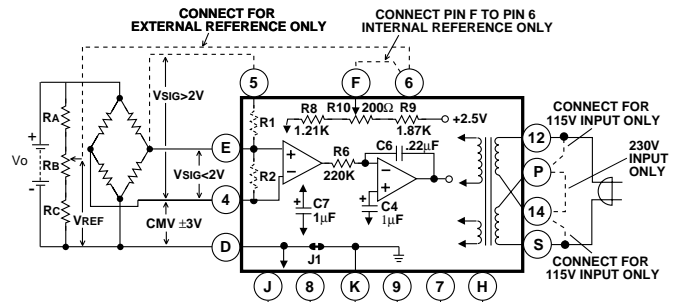 CONNECT FOR
EXTERNAL REFERENCE ONLY
CONNECT PIN F TO PIN 6
INTERNAL REFERENCE ONLY
5
F
6
VSIG>2V
R8
R10
200Ω
R9
+2.5V
1.21K
1.87K
R1
CONNECT FOR
115V INPUT ONLY
RA
+
Vo
RB
-
RC
VREF
E
VSIG<2V
4
CMV ±3V
D
R2
+
−
R6
220K
C6
.22µF
−
+
C7
1µF
+
C4
1µF
+
J1
12
P
14
S
230V
INPUT
ONLY
CONNECT FOR
115V INPUT ONLY
J
8
K
9
7
H